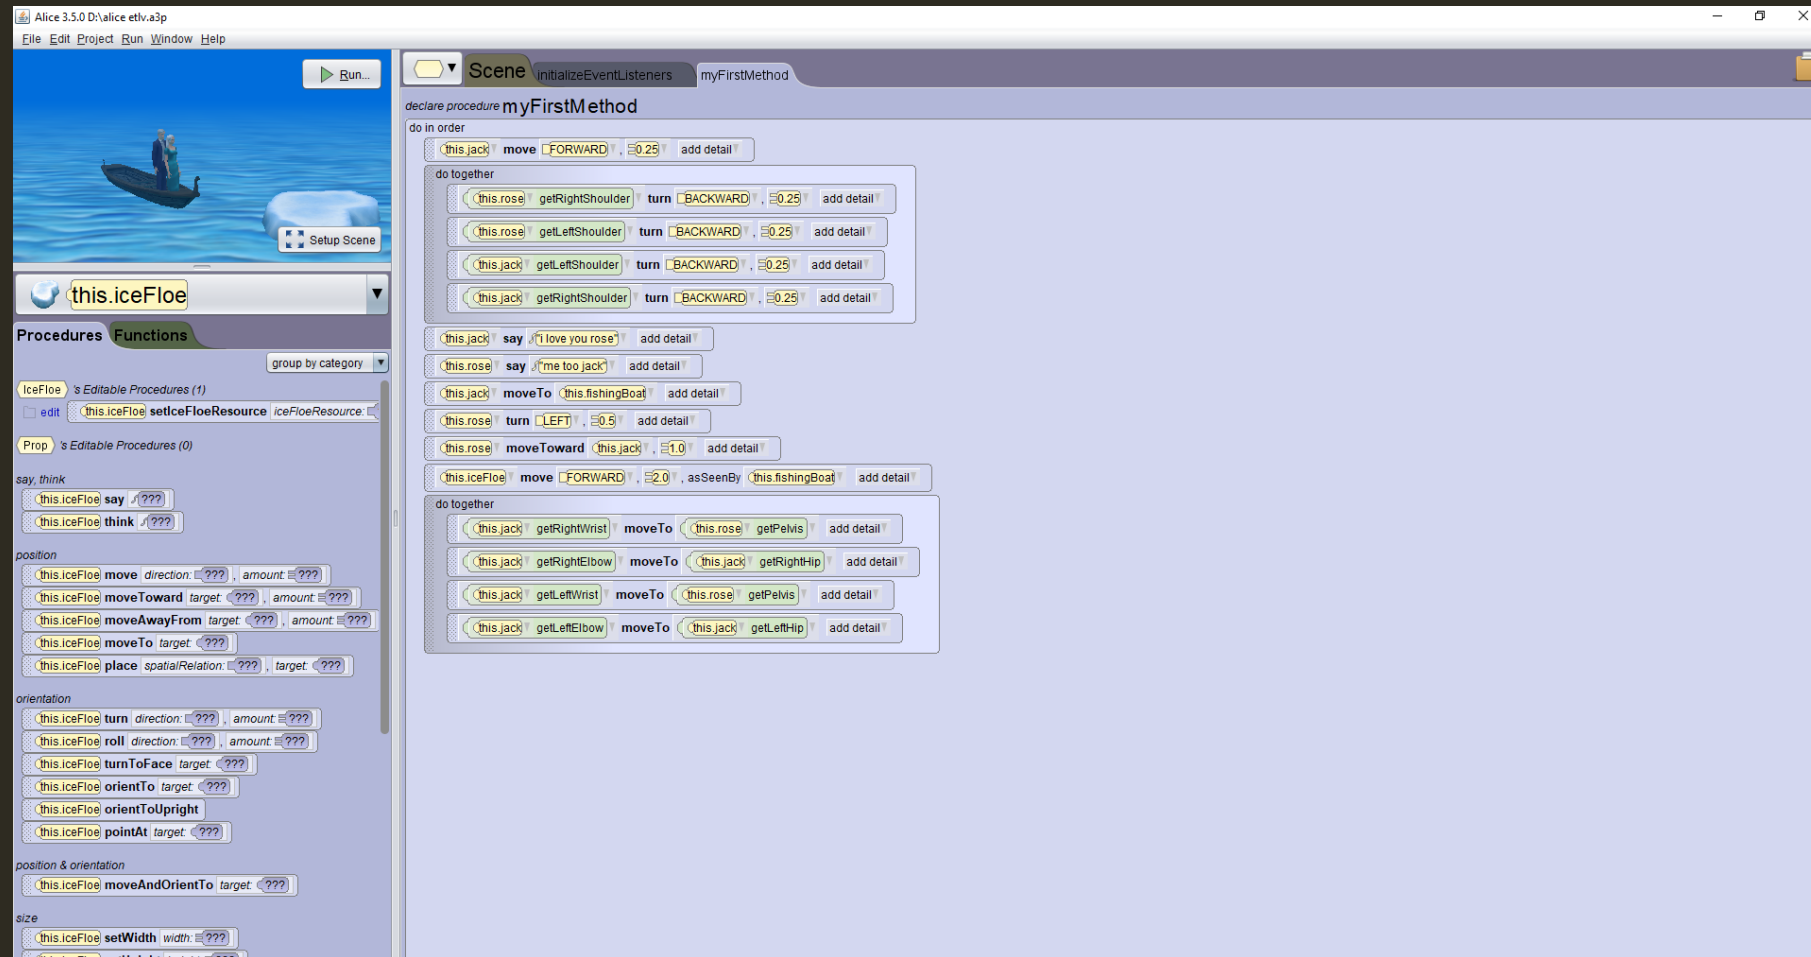 Alice 3.5.0 D:\alice etlv.a3p
File Edit Project Run Window Help
Run...
Setup Scene
this.iceFloe
Procedures Functions
group by category
IceFloe 's Editable Procedures (1)
edit this.iceFloe setIceFloeResource iceFloeResource:
Prop 's Editable Procedures (0)
say, think
this.iceFloe say ???
this.iceFloe think ???
position
this.iceFloe move direction: ??? , amount: ???
this.iceFloe moveToward target: ??? , amount: ???
this.iceFloe moveAwayFrom target: ??? , amount: ???
this.iceFloe moveTo target: ???
this.iceFloe place spatialRelation: ??? , target: ???
orientation
this.iceFloe turn direction: ??? , amount: ???
this.iceFloe roll direction: ??? , amount: ???
this.iceFloe turnToFace target: ???
this.iceFloe orientTo target: ???
this.iceFloe orientToUpright
this.iceFloe pointAt target: ???
position & orientation
this.iceFloe moveAndOrientTo target: ???
size
this.iceFloe setWidth width: ???
Scene initializeEventListeners myFirstMethod
declare procedure myFirstMethod
do in order
this.jack move FORWARD , 0.25 add detail
do together
this.rose getRightShoulder turn BACKWARD , 0.25 add detail
this.rose getLeftShoulder turn BACKWARD , 0.25 add detail
this.jack getLeftShoulder turn BACKWARD , 0.25 add detail
this.jack getRightShoulder turn BACKWARD , 0.25 add detail
this.jack say "i love you rose" add detail
this.rose say "me too jack" add detail
this.jack moveTo this.fishingBoat add detail
this.rose turn LEFT , 0.5 add detail
this.rose moveToward this.jack , 1.0 add detail
this.iceFloe move FORWARD , 2.0 , asSeenBy this.fishingBoat add detail
do together
this.jack getRightWrist moveTo this.rose getPelvis add detail
this.jack getRightElbow moveTo this.jack getRightHip add detail
this.jack getLeftWrist moveTo this.rose getPelvis add detail
this.jack getLeftElbow moveTo this.jack getLeftHip add detail